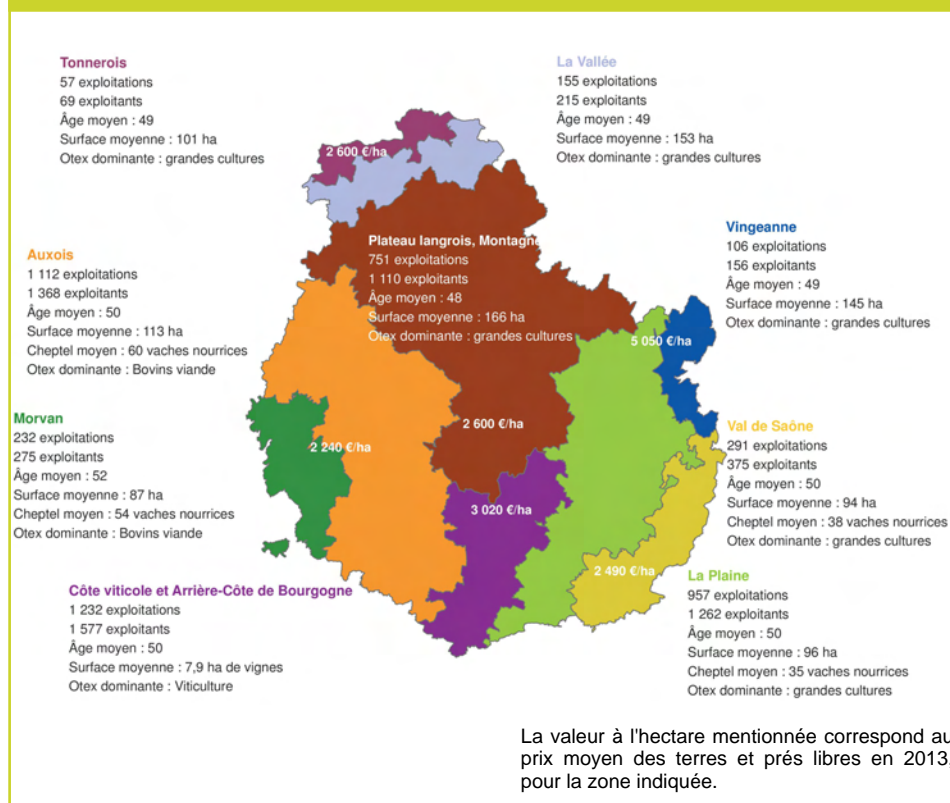 Tonnerois
57 exploitations
69 exploitants
Âge moyen : 49
Surface moyenne : 101 ha
Otex dominante : grandes cultures
La Vallée
155 exploitations
215 exploitants
Âge moyen : 49
Surface moyenne : 153 ha
Otex dominante : grandes cultures
2 600 €/ha
Plateau langrois, Montagne
751 exploitations
1 110 exploitants
Âge moyen : 48
Surface moyenne : 166 ha
Otex dominante : grandes cultures
Vingeanne
106 exploitations
156 exploitants
Âge moyen : 49
Surface moyenne : 145 ha
Otex dominante : grandes cultures
Auxois
1 112 exploitations
1 368 exploitants
Âge moyen : 50
Surface moyenne : 113 ha
Cheptel moyen : 60 vaches nourrices
Otex dominante : Bovins viande
5 050 €/ha
Morvan
232 exploitations
275 exploitants
Âge moyen : 52
Surface moyenne : 87 ha
Cheptel moyen : 54 vaches nourrices
Otex dominante : Bovins viande
2 240 €/ha
2 600 €/ha
Val de Saône
291 exploitations
375 exploitants
Âge moyen : 50
Surface moyenne : 94 ha
Cheptel moyen : 38 vaches nourrices
Otex dominante : grandes cultures
3 020 €/ha
2 490 €/ha
Côte viticole et Arrière-Côte de Bourgogne
1 232 exploitations
1 577 exploitants
Âge moyen : 50
Surface moyenne : 7,9 ha de vignes
Otex dominante : Viticulture
La Plaine
957 exploitations
1 262 exploitants
Âge moyen : 50
Surface moyenne : 96 ha
Cheptel moyen : 35 vaches nourrices
Otex dominante : grandes cultures
La valeur à l'hectare mentionnée correspond au
prix moyen des terres et prés libres en 2013,
pour la zone indiquée.